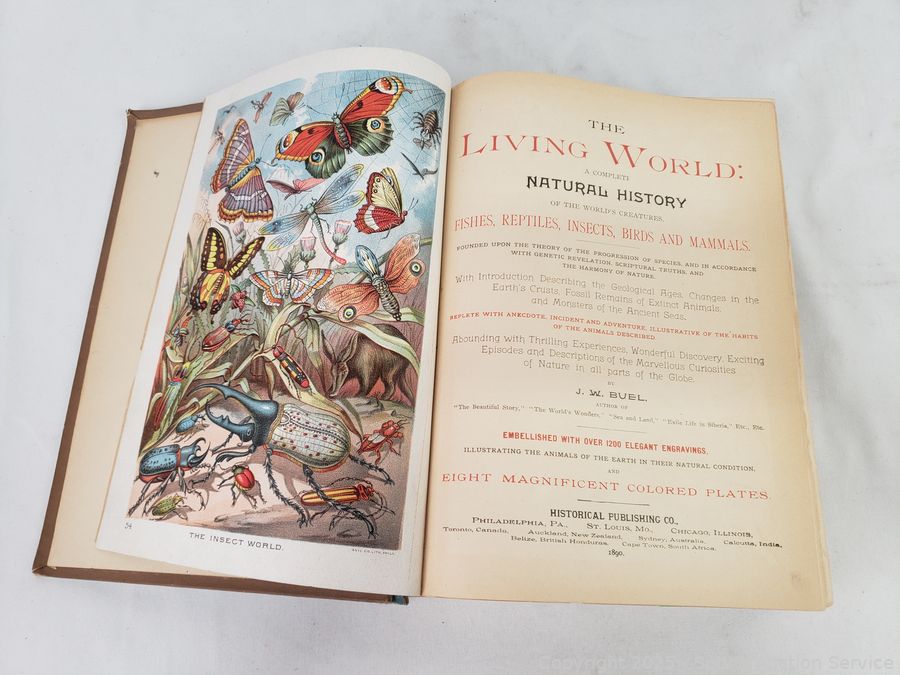 54
THE INSECT WORLD.
THE
LIVING WORLD:
A COMPLETE
NATURAL HISTORY
OF THE WORLD'S CREATURES,
FISHES, REPTILES, INSECTS, BIRDS AND MAMMALS.
FOUNDED UPON THE THEORY OF THE PROGRESSION OF SPECIES, AND IN ACCORDANCE
WITH GENETIC REVELATION, SCRIPTURAL TRUTHS, AND
THE HARMONY OF NATURE.
With Introduction Describing the Geological Ages, Changes in the
Earth's Crusts, Fossil Remains of Extinct Animals,
and Monsters of the Ancient Seas.
REPLETE WITH ANECDOTE, INCIDENT AND ADVENTURE, ILLUSTRATIVE OF THE HABITS
OF THE ANIMALS DESCRIBED
Abounding with Thrilling Experiences, Wonderful Discovery, Exciting
Episodes and Descriptions of the Marvellous Curiosities
of Nature in all parts of the Globe.
BY
J. W. BUEL,
AUTHOR OF
"The Beautiful Story," "The World's Wonders," "Sea and Land," "Exile Life in Siberia," Etc., Etc.
EMBELLISHED WITH OVER 1200 ELEGANT ENGRAVINGS,
ILLUSTRATING THE ANIMALS OF THE EARTH IN THEIR NATURAL CONDITION,
AND
EIGHT MAGNIFICENT COLORED PLATES.
HISTORICAL PUBLISHING CO.,
PHILADELPHIA, PA., ST. LOUIS, MO., CHICAGO, ILLINOIS,
Toronto, Canada, Auckland, New Zealand, Sydney, Australia, Calcutta, India,
Belize, British Honduras, Cape Town, South Africa.
1890.
Copyright 2025 Service